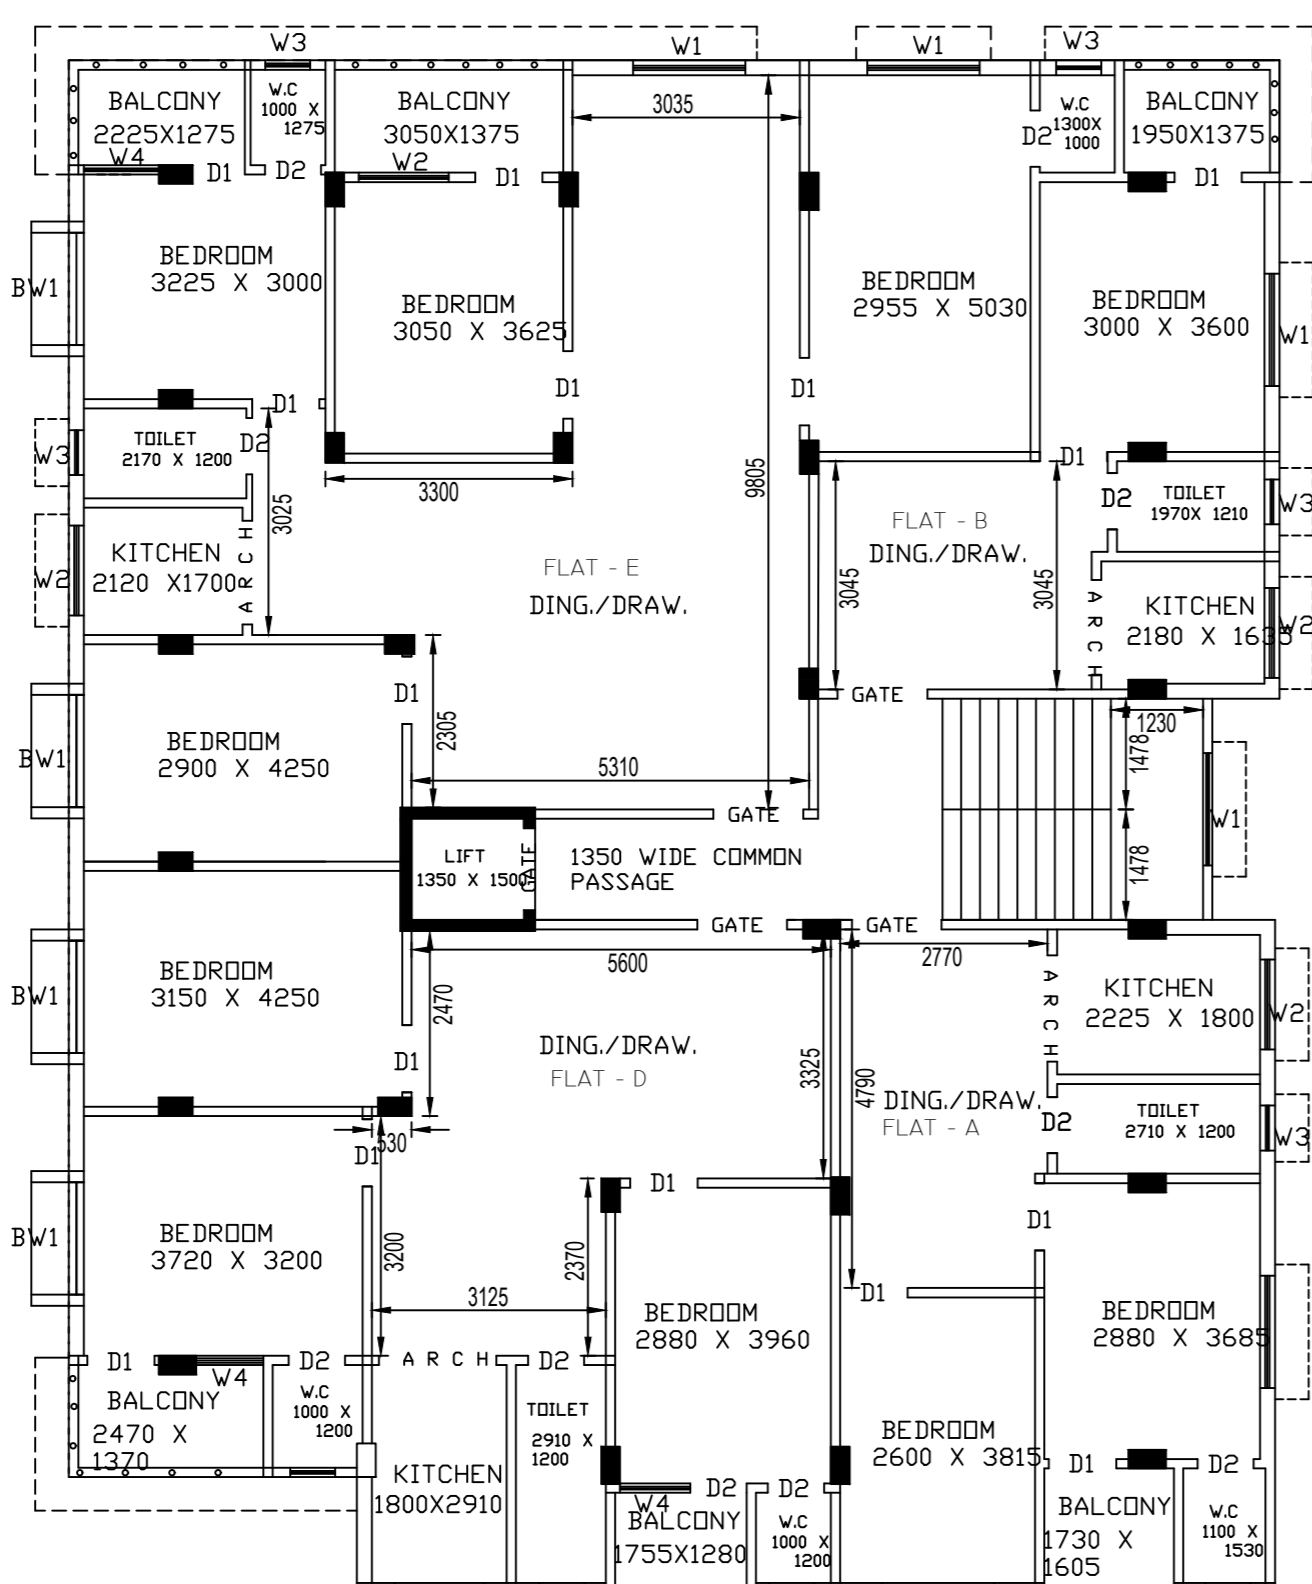 W3
W1
W1
W3
BALCONY
2225X1275
W.C
1000 X
1275
BALCONY
3050X1375
3035
D2
W.C
1300X
1000
BALCONY
1950X1375
W4
D1
D2
W2
D1
D1
BW1
BEDROOM
3225 X 3000
BEDROOM
3050 X 3625
BEDROOM
2955 X 5030
BEDROOM
3000 X 3600
W1
D1
D1
D1
W3
TOILET
2170 X 1200
D2
3300
3025
9805
D1
D2
TOILET
1970X 1210
W3
W2
KITCHEN
2120 X1700
ARCH
FLAT - E
DING./DRAW.
FLAT - B
DING./DRAW.
3045
3045
ARCH
KITCHEN
2180 X 1635
W2
D1
2305
GATE
1230
BW1
BEDROOM
2900 X 4250
5310
1478
W1
GATE
LIFT
1350 X 1500
GATE
1350 WIDE COMMON
PASSAGE
1478
GATE
GATE
5600
2770
BW1
BEDROOM
3150 X 4250
2470
D1
DING./DRAW.
FLAT - D
3325
4790
ARCH
KITCHEN
2225 X 1800
W2
DING./DRAW.
FLAT - A
D2
TOILET
2710 X 1200
W3
530
D1
D1
D1
BW1
BEDROOM
3720 X 3200
3200
3125
2370
D1
BEDROOM
2880 X 3960
BEDROOM
2880 X 3685
D1
W4
D2
ARCH
D2
BALCONY
2470 X
1370
W.C
1000 X
1200
TOILET
2910 X
1200
KITCHEN
1800X2910
BEDROOM
2600 X 3815
D1
D2
W4
D2
D2
BALCONY
1755X1280
W.C
1000 X
1200
BALCONY
1730 X
1605
W.C
1100 X
1530